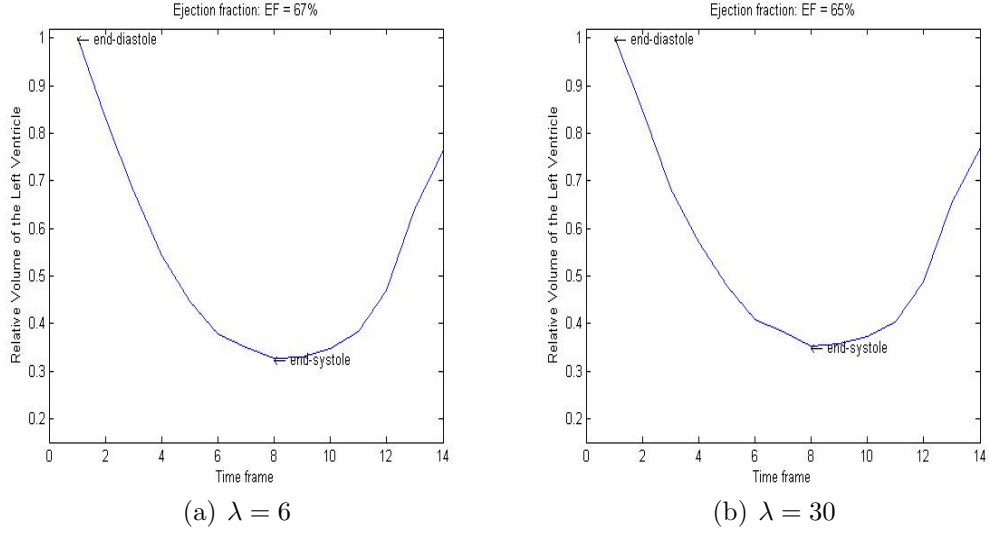 Ejection fraction: EF = 67%
1
0.9
0.8
0.7
0.6
0.5
0.4
0.3
0.2
Relative Volume of the Left Ventricle
← end-diastole
← end-systole
0 2 4 6 8 10 12 14
Time frame
(a) λ = 6
Ejection fraction: EF = 65%
1
0.9
0.8
0.7
0.6
0.5
0.4
0.3
0.2
Relative Volume of the Left Ventricle
← end-diastole
← end-systole
0 2 4 6 8 10 12 14
Time frame
(b) λ = 30